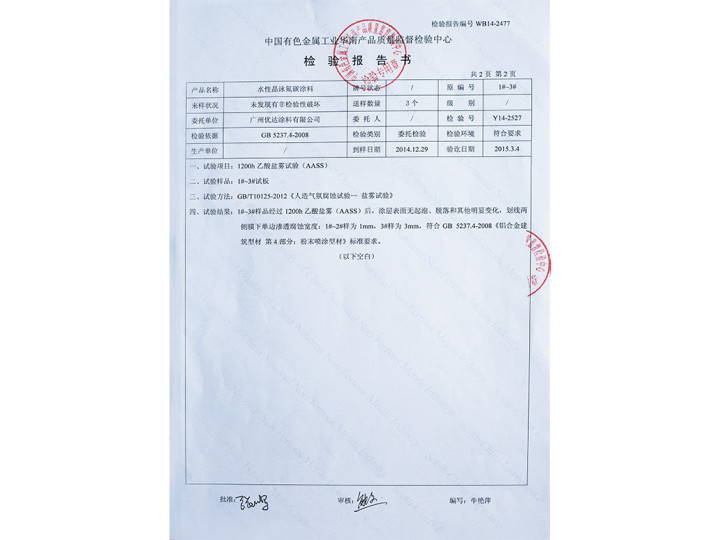 检验报告编号 WB14-2477
中国有色金属工业华南产品质量监督检验中心
检 验 报 告 书
共 2 页 第 2 页
产品名称 水性晶泳氟碳涂料 牌号状态 / 原 编 号 1#~3#
来样状况 未发现有非检验性破坏 送样数量 3 个 级 别 /
委托单位 广州优达涂料有限公司 委 托 人 / 检 验 号 Y14-2527
检验依据 GB 5237.4-2008 检验类别 委托检验 检验环境 符合要求
生产单位 / 到样日期 2014.12.29 验讫日期 2015.3.4
一、试验项目：1200h 乙酸盐雾试验（AASS）
二、试验样品：1#~3#试板
三、试验方法：GB/T10125-2012《人造气氛腐蚀试验— 盐雾试验》
四、试验结果：1#~3#样品经过 1200h 乙酸盐雾（AASS）后，涂层表面无起泡、脱落和其他明显变化，划线两
侧膜下单边渗透腐蚀宽度：1#~2#样为 1mm，3#样为 3mm，符合 GB 5237.4-2008《铝合金建
筑型材 第 4 部分：粉末喷涂型材》标准要求。
（以下空白）
检验专用章
批准： 审核： 编写：牛艳萍